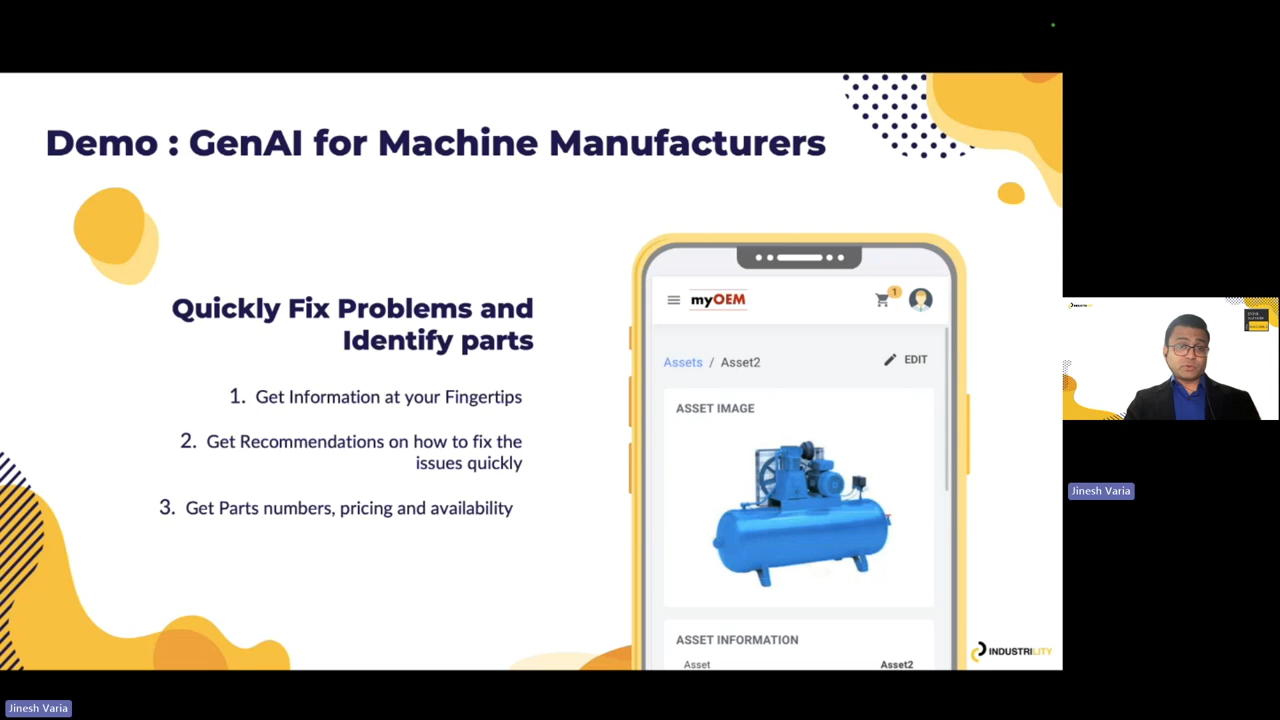 Demo : GenAI for Machine Manufacturers
Quickly Fix Problems and
Identify parts
1. Get Information at your Fingertips
2. Get Recommendations on how to fix the
issues quickly
3. Get Parts numbers, pricing and availability
myOEM
1
Assets / Asset2
EDIT
ASSET IMAGE
ASSET INFORMATION
Asset Asset2
INDUSTRILITY
Jinesh Varia
Jinesh Varia